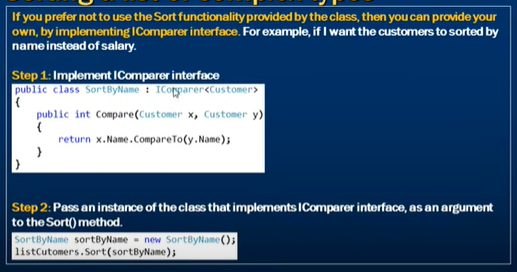 If you prefer not to use the Sort functionality provided by the class, then you can provide your
own, by implementing IComparer interface. For example, if I want the customers to sorted by
name instead of salary.
Step 1: Implement IComparer interface
public class SortByName : IComparer<Customer>
{
public int Compare(Customer x, Customer y)
{
return x.Name.CompareTo(y.Name);
}
}
Step 2: Pass an instance of the class that implements IComparer interface, as an argument
to the Sort() method.
SortByName sortByName = new SortByName();
listCutomers.Sort(sortByName);